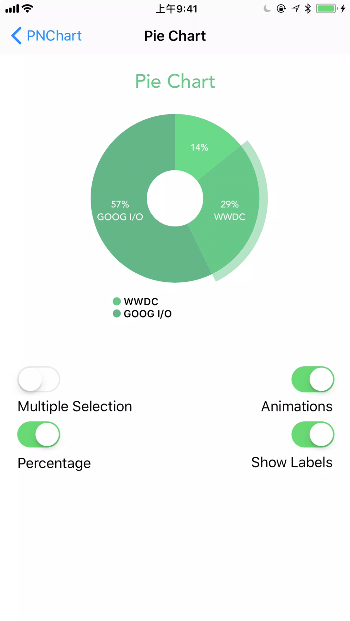 上午9:41
PNChart
Pie Chart
Pie Chart
14%
57%
GOOG I/O
29%
WWDC
WWDC
GOOG I/O
Multiple Selection
Animations
Percentage
Show Labels